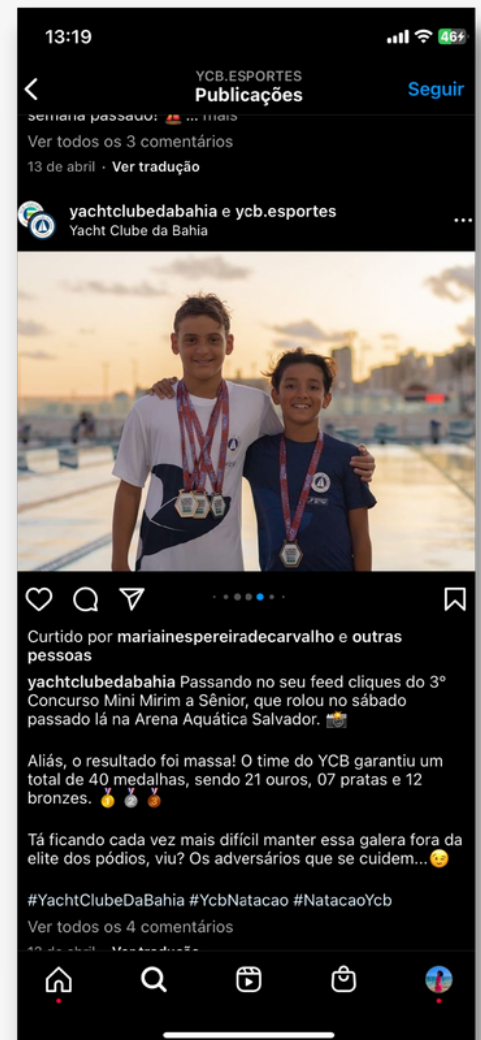 13:19
46
YCB.ESPORTES
Publicações
Seguir
semana passado! 🚨 ... mais
Ver todos os 3 comentários
13 de abril · Ver tradução
yachtclubedabahia e ycb.esportes
Yacht Clube da Bahia
Curtido por mariainespereiradecarvalho e outras
pessoas
yachtclubedabahia Passando no seu feed cliques do 3º
Concurso Mini Mirim a Sênior, que rolou no sábado
passado lá na Arena Aquática Salvador. 📸
Aliás, o resultado foi massa! O time do YCB garantiu um
total de 40 medalhas, sendo 21 ouros, 07 pratas e 12
bronzes. 🥇 🥈 🥉
Tá ficando cada vez mais difícil manter essa galera fora da
elite dos pódios, viu? Os adversários que se cuidem...😉
#YachtClubeDaBahia #YcbNatacao #NatacaoYcb
Ver todos os 4 comentários